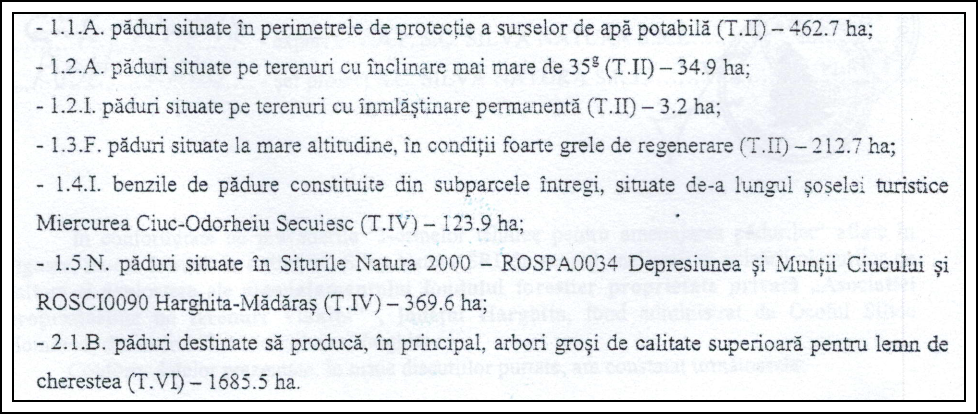 - 1.1.A. păduri situate în perimetrele de protecție a surselor de apă potabilă (T.II) – 462.7 ha;
- 1.2.A. păduri situate pe terenuri cu înclinare mai mare de 35ᵍ (T.II) – 34.9 ha;
- 1.2.I. păduri situate pe terenuri cu înmlăștinare permanentă (T.II) – 3.2 ha;
- 1.3.F. păduri situate la mare altitudine, în condiții foarte grele de regenerare (T.II) – 212.7 ha;
- 1.4.I. benzile de pădure constituite din subparcele întregi, situate de-a lungul șoselei turistice
Miercurea Ciuc-Odorheiu Secuiesc (T.IV) – 123.9 ha;
- 1.5.N. păduri situate în Siturile Natura 2000 – ROSPA0034 Depresiunea și Munții Ciucului și
ROSCI0090 Harghita-Mădăraș (T.IV) – 369.6 ha;
- 2.1.B. păduri destinate să producă, în principal, arbori groși de calitate superioară pentru lemn de
cherestea (T.VI) – 1685.5 ha.